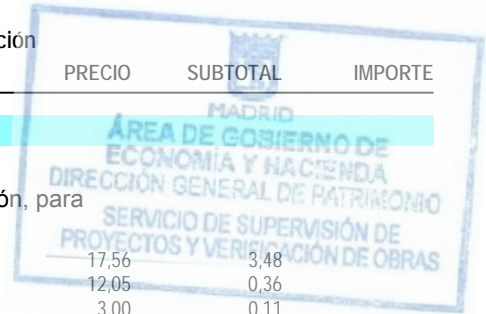 ción
PRECIO SUBTOTAL IMPORTE
MADRID
ÁREA DE GOBIERNO DE
ECONOMÍA Y HACIENDA
DIRECCIÓN GENERAL DE PATRIMONIO
ón, para
SERVICIO DE SUPERVISIÓN DE
PROYECTOS Y VERIFICACIÓN DE OBRAS
17,56 3,48
12,05 0,36
3,00 0,11